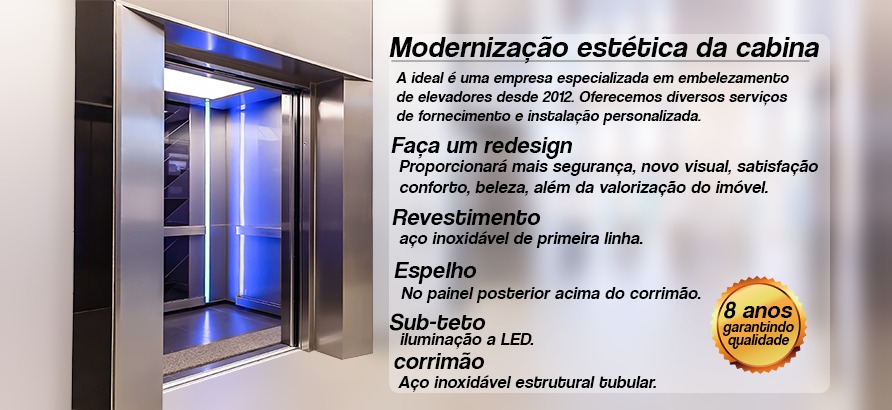 Modernização estética da cabina
A ideal é uma empresa especializada em embelezamento
de elevadores desde 2012. Oferecemos diversos serviços
de fornecimento e instalação personalizada.
Faça um redesign
Proporcionará mais segurança, novo visual, satisfação
conforto, beleza, além da valorização do imóvel.
Revestimento
aço inoxidável de primeira linha.
Espelho
No painel posterior acima do corrimão.
Sub-teto
iluminação a LED.
corrimão
Aço inoxidável estrutural tubular.
8 anos
garantindo
qualidade